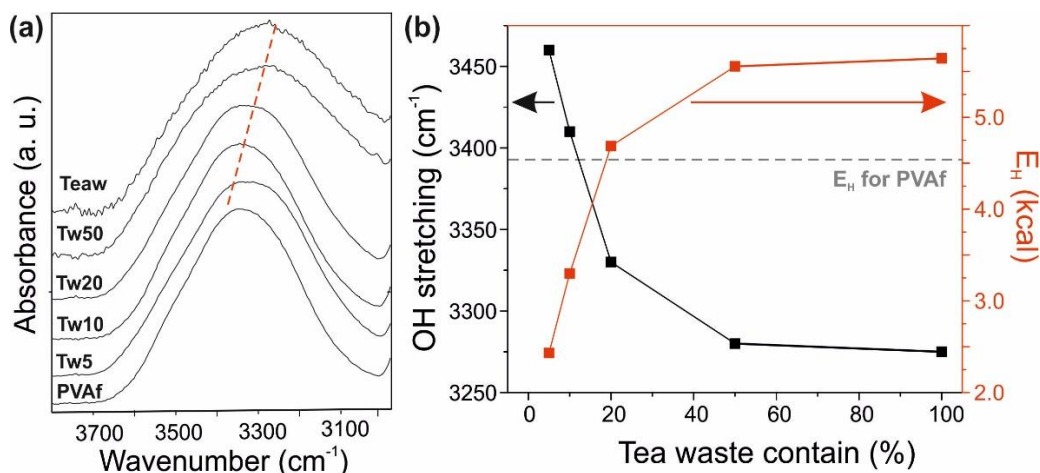 (a)
Absorbance (a. u.)
Teaw
Tw50
Tw20
Tw10
Tw5
PVAf
3700 3500 3300 3100
Wavenumber (cm⁻¹)
(b)
OH stretching (cm⁻¹)
3450
3400
3350
3300
3250
E_H for PVAf
5.0
4.0
3.0
2.0
E_H (kcal)
0 20 40 60 80 100
Tea waste contain (%)